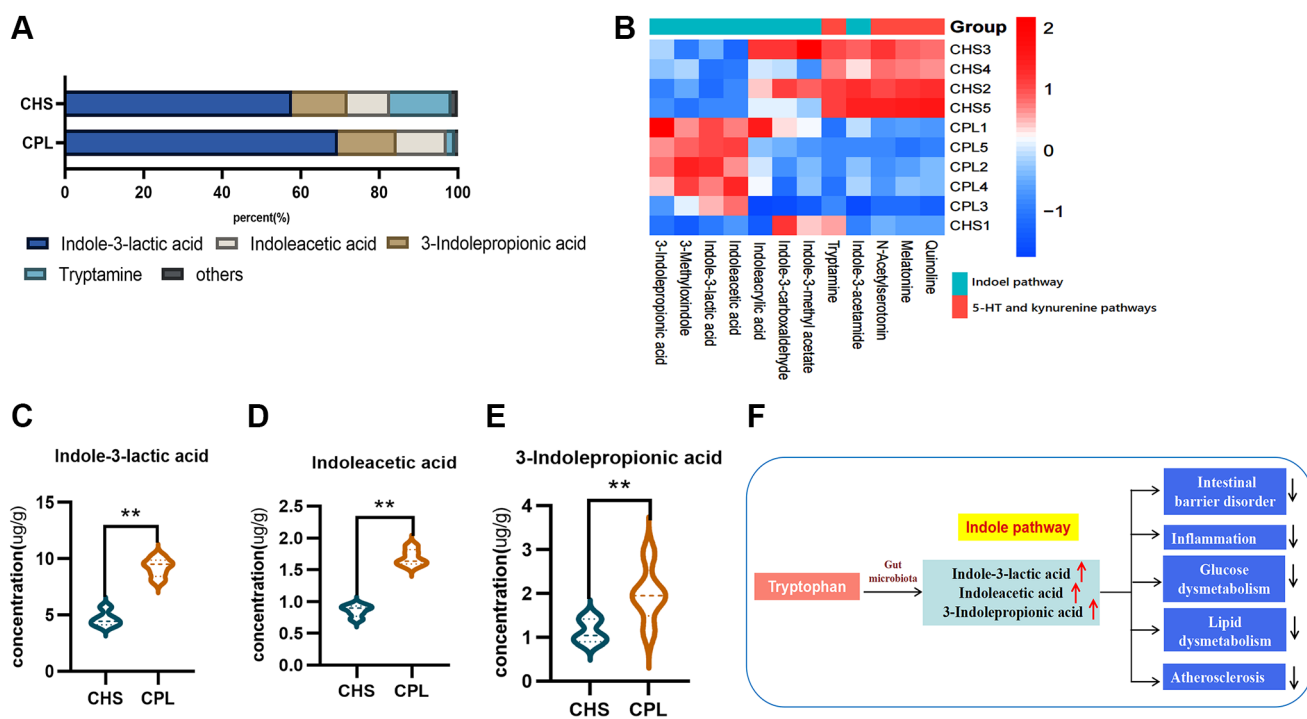 A
CHS
CPL
0 20 40 60 80 100
percent(%)
Indole-3-lactic acid Indoleacetic acid 3-Indolepropionic acid
Tryptamine others
B
Group
CHS3
CHS4
CHS2
CHS5
CPL1
CPL5
CPL2
CPL4
CPL3
CHS1
3-Indolepropionic acid
3-Methyloxindole
Indole-3-lactic acid
Indoleacetic acid
Indoleacrylic acid
Indole-3-carboxaldehyde
Indole-3-methyl acetate
Tryptamine
Indole-3-acetamide
N-Acetylserotonin
Melatonine
Quinoline
2
1
0
−1
Indoel pathway
5-HT and kynurenine pathways
C
Indole-3-lactic acid
concentration(ug/g)
15
10
5
0
**
CHS CPL
D
Indoleacetic acid
concentration(ug/g)
2.5
2.0
1.5
1.0
0.5
0.0
**
CHS CPL
E
3-Indolepropionic acid
concentration(ug/g)
4
3
2
1
0
**
CHS CPL
F
Tryptophan
Gut
microbiota
Indole pathway
Indole-3-lactic acid ↑
Indoleacetic acid ↑
3-Indolepropionic acid ↑
Intestinal
barrier disorder ↓
Inflammation ↓
Glucose
dysmetabolism ↓
Lipid
dysmetabolism ↓
Atherosclerosis ↓